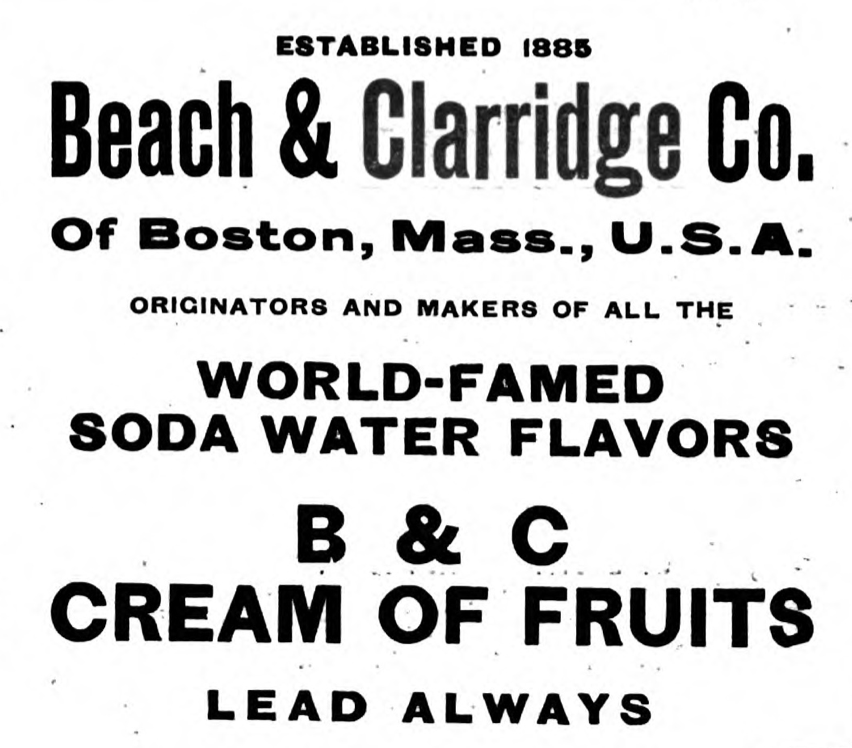 ESTABLISHED 1885
Beach & Clarridge Co.
Of Boston, Mass., U.S.A.
ORIGINATORS AND MAKERS OF ALL THE
WORLD-FAMED
SODA WATER FLAVORS
B & C
CREAM OF FRUITS
LEAD ALWAYS